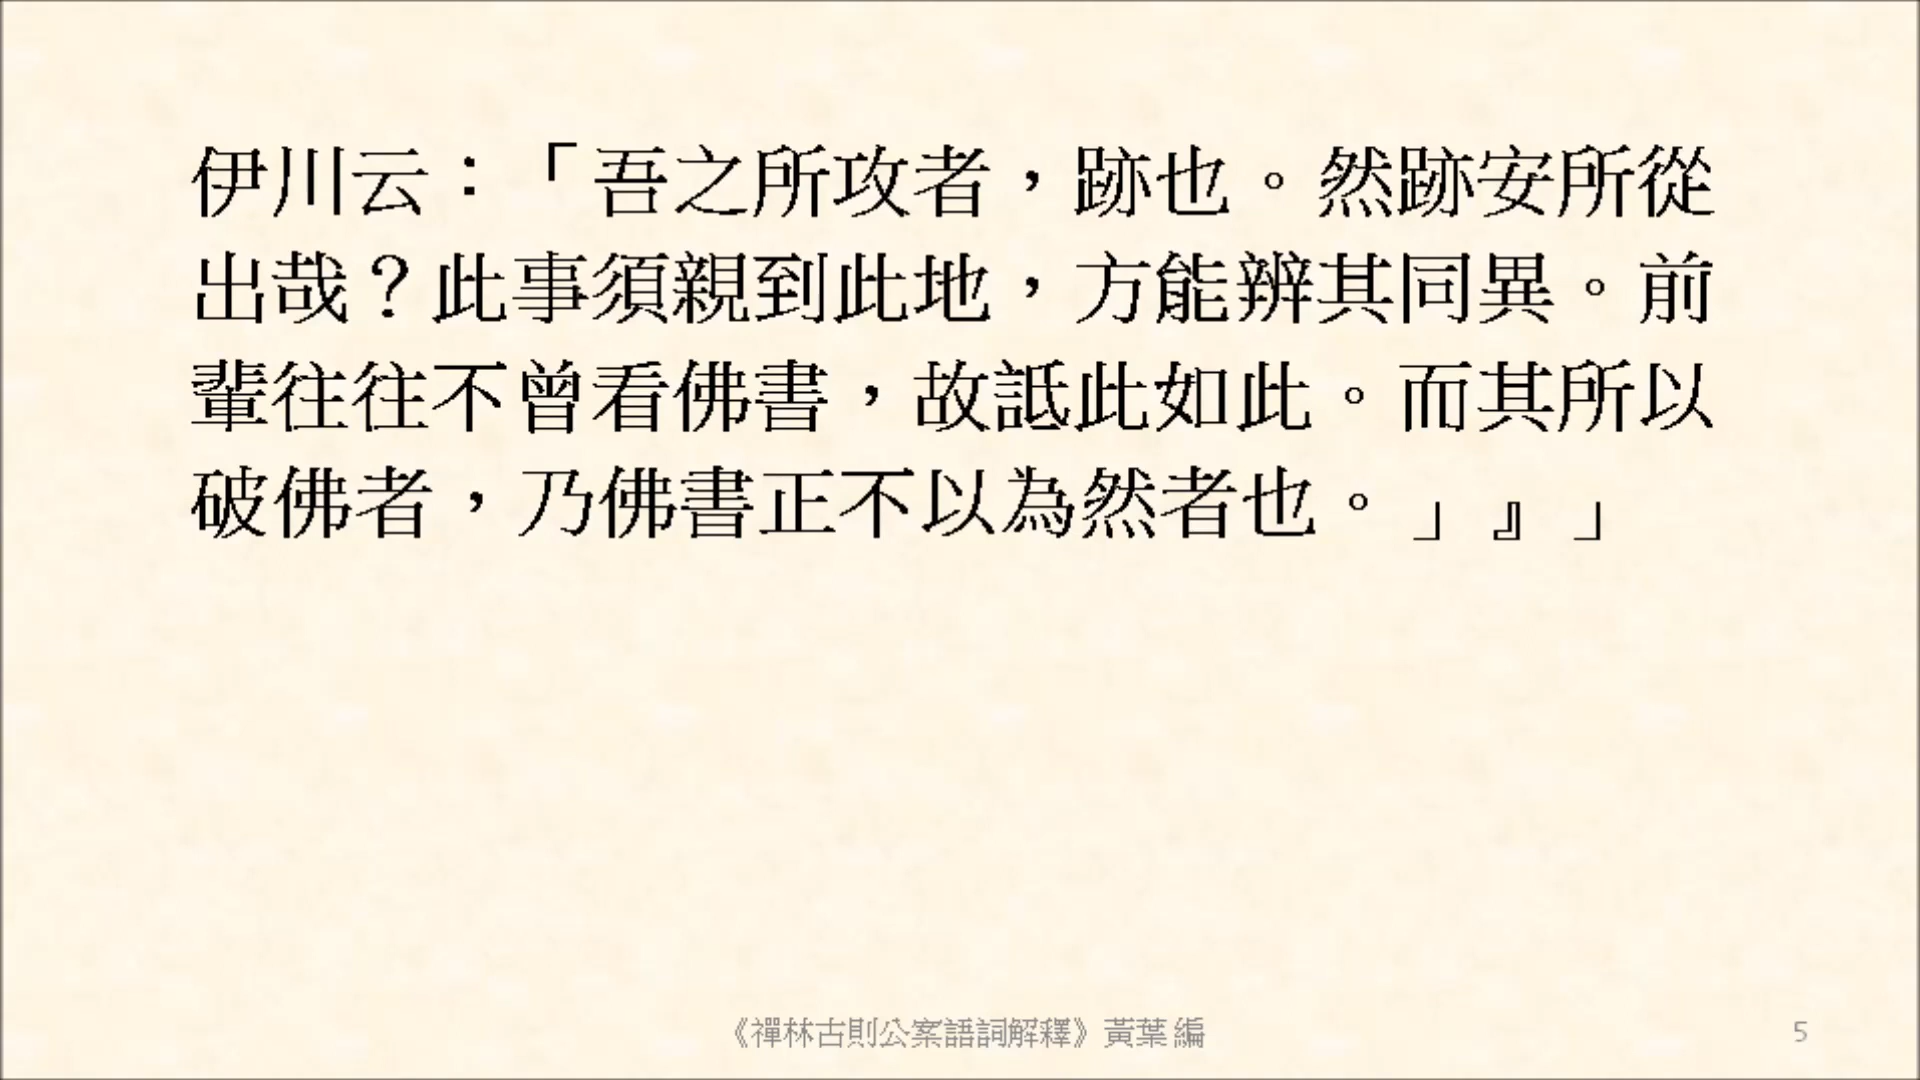 伊川云：「吾之所攻者，跡也。然跡安所從
出哉？此事須親到此地，方能辨其同異。前
輩往往不曾看佛書，故詆此如此。而其所以
破佛者，乃佛書正不以為然者也。」』」
《禪林古則公案語詞解釋》黃葉 編
5